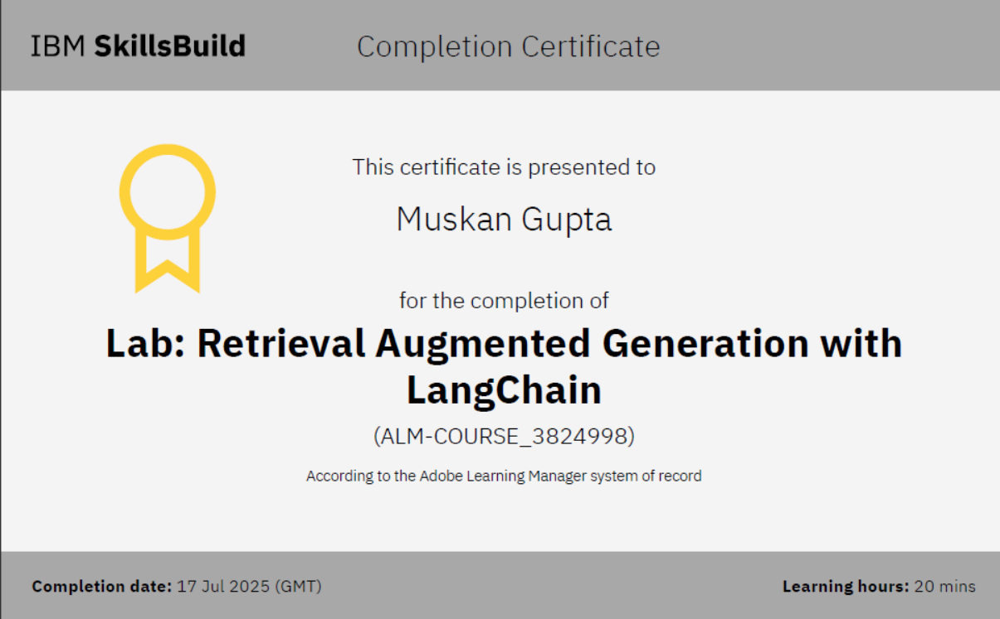 IBM SkillsBuild
Completion Certificate
This certificate is presented to
Muskan Gupta
for the completion of
Lab: Retrieval Augmented Generation with
LangChain
(ALM-COURSE_3824998)
According to the Adobe Learning Manager system of record
Completion date: 17 Jul 2025 (GMT)
Learning hours: 20 mins